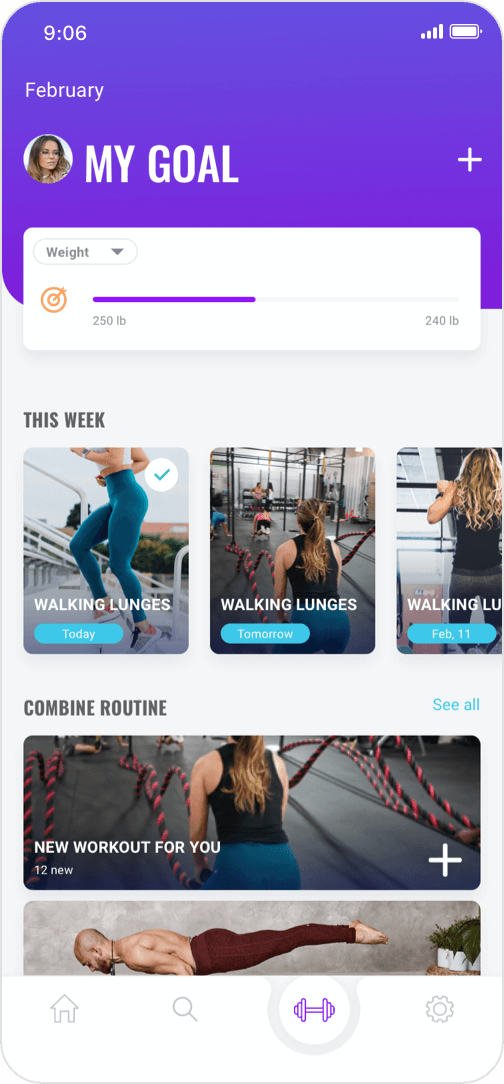 9:06
February
MY GOAL
Weight
250 lb
240 lb
THIS WEEK
WALKING LUNGES
Today
WALKING LUNGES
Tomorrow
WALKING LU
Feb, 11
COMBINE ROUTINE
See all
NEW WORKOUT FOR YOU
12 new